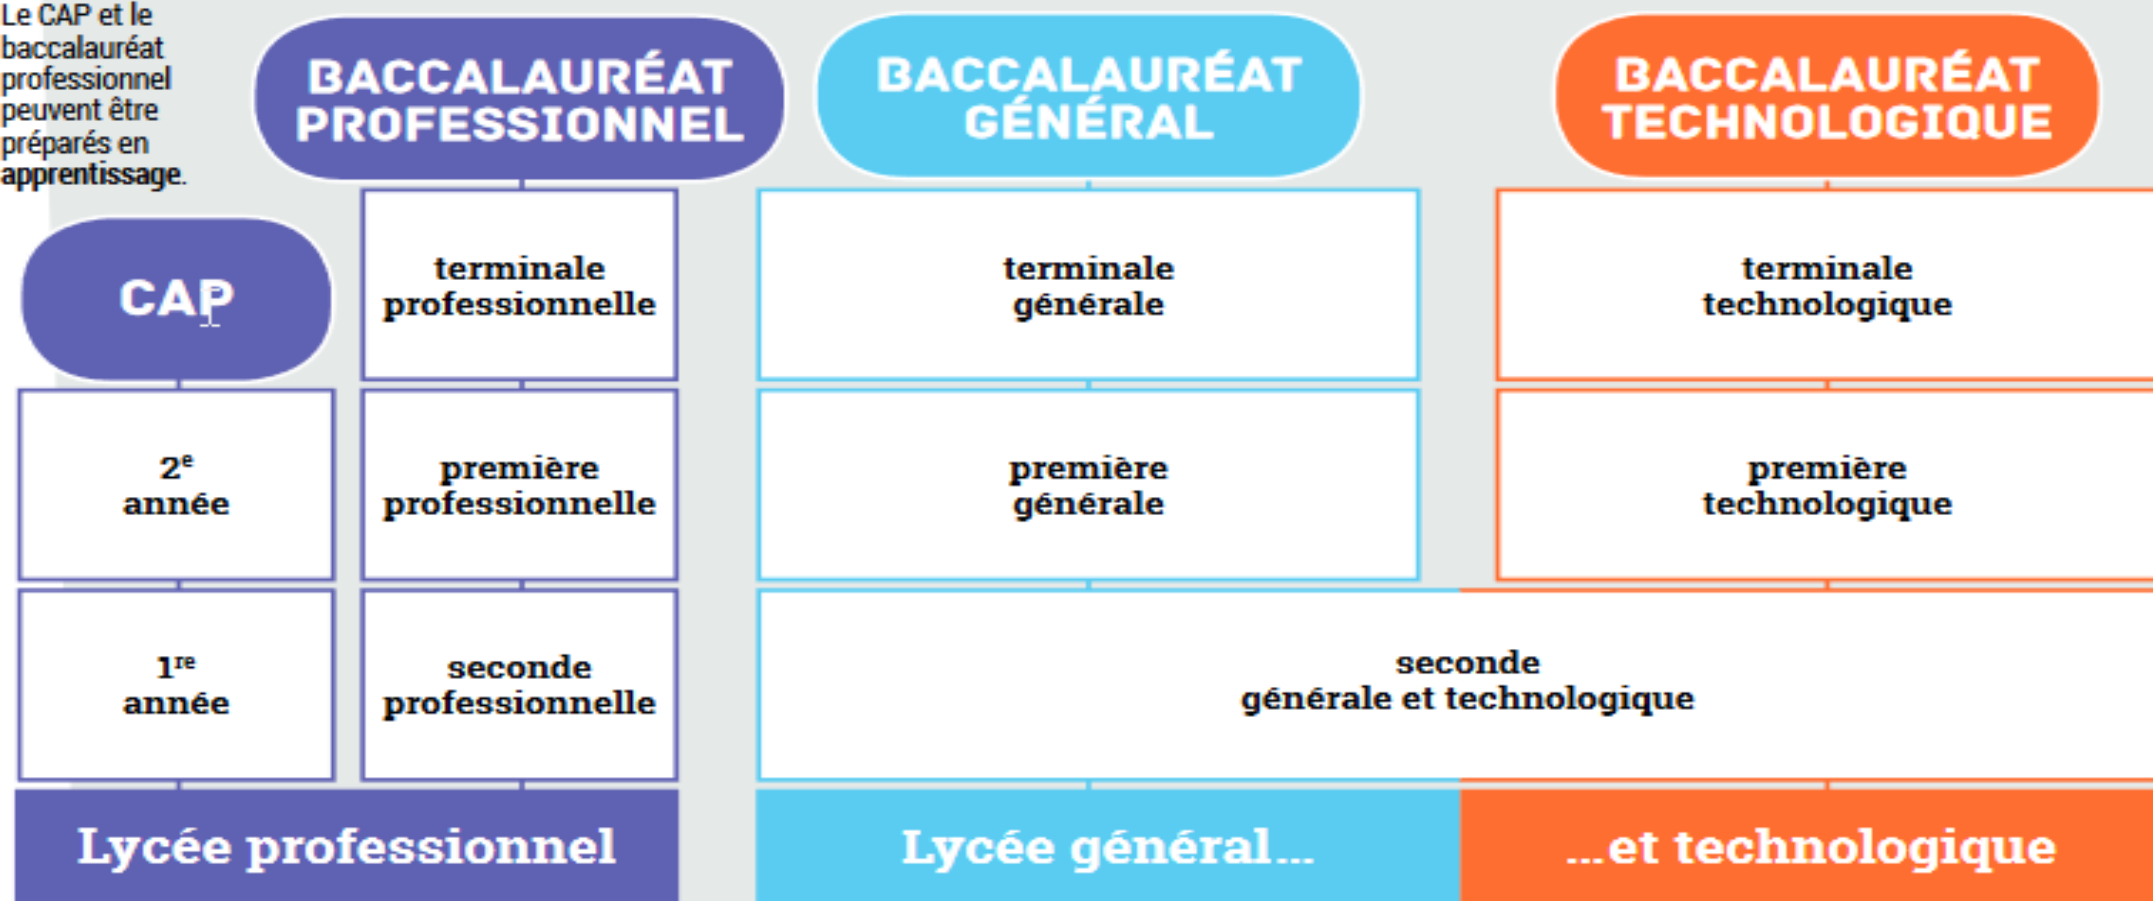 Le CAP et le
baccalauréat
professionnel
peuvent être
préparés en
apprentissage.
BACCALAURÉAT
PROFESSIONNEL
BACCALAURÉAT
GÉNÉRAL
BACCALAURÉAT
TECHNOLOGIQUE
CAP
terminale
professionnelle
terminale
générale
terminale
technologique
2e
année
première
professionnelle
première
générale
première
technologique
1re
année
seconde
professionnelle
seconde
générale et technologique
Lycée professionnel
Lycée général...
...et technologique